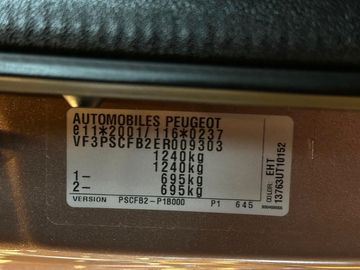 AUTOMOBILES PEUGEOT
e11*2001/116*0237
VF3PSCFB2ER009303
1240kg
1240kg
1- 695kg
2- 695kg
VERSION PSCFB2-P1B000 P1 645
EHT
COLOR: 13763UT10152